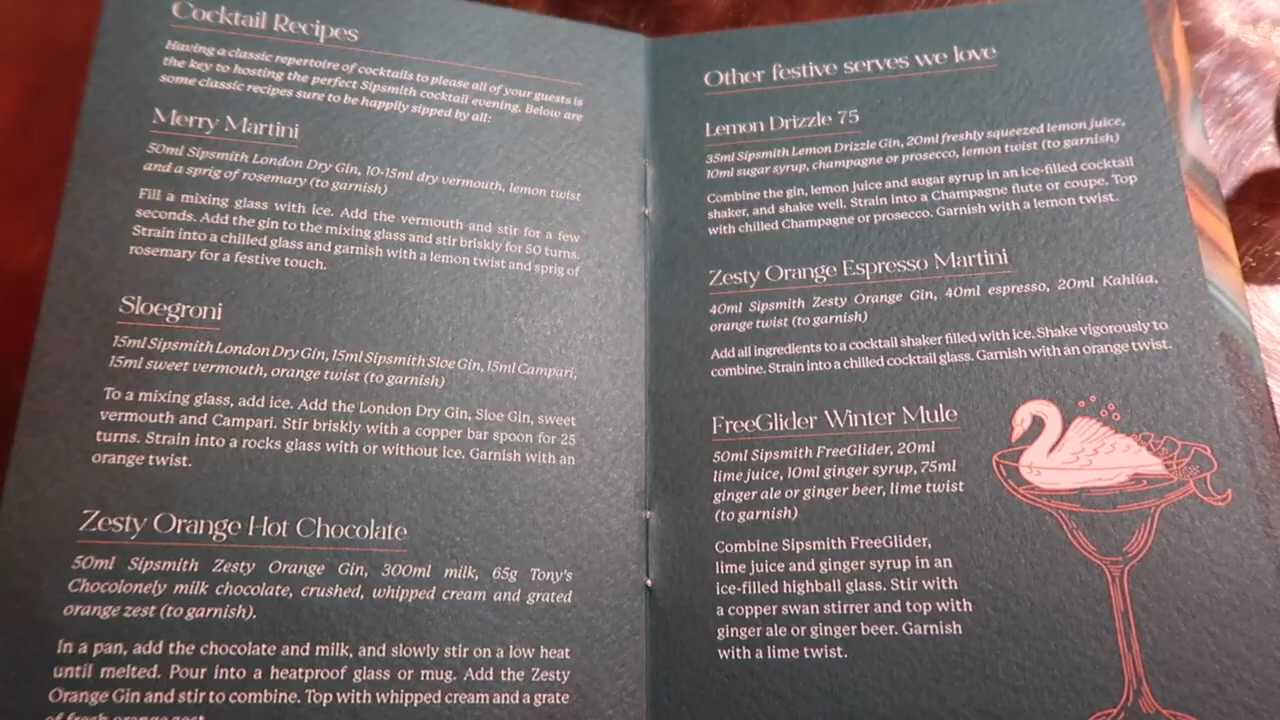 Cocktail Recipes
Having a classic repertoire of cocktails to please all of your guests is
the key to hosting the perfect Sipsmith cocktail evening. Below are
some classic recipes sure to be happily sipped by all:
Merry Martini
50ml Sipsmith London Dry Gin, 10-15ml dry vermouth, lemon twist
and a sprig of rosemary (to garnish)
Fill a mixing glass with ice. Add the vermouth and stir for a few
seconds. Add the gin to the mixing glass and stir briskly for 50 turns.
Strain into a chilled glass and garnish with a lemon twist and sprig of
rosemary for a festive touch.
Sloegroni
15ml Sipsmith London Dry Gin, 15ml Sipsmith Sloe Gin, 15ml Campari,
15ml sweet vermouth, orange twist (to garnish)
To a mixing glass, add ice. Add the London Dry Gin, Sloe Gin, sweet
vermouth and Campari. Stir briskly with a copper bar spoon for 25
turns. Strain into a rocks glass with or without ice. Garnish with an
orange twist.
Zesty Orange Hot Chocolate
50ml Sipsmith Zesty Orange Gin, 300ml milk, 65g Tony's
Chocolonely milk chocolate, crushed, whipped cream and grated
orange zest (to garnish).
In a pan, add the chocolate and milk, and slowly stir on a low heat
until melted. Pour into a heatproof glass or mug. Add the Zesty
Orange Gin and stir to combine. Top with whipped cream and a grate
of fresh orange zest.
Other festive serves we love
Lemon Drizzle 75
35ml Sipsmith Lemon Drizzle Gin, 20ml freshly squeezed lemon juice,
10ml sugar syrup, champagne or prosecco, lemon twist (to garnish)
Combine the gin, lemon juice and sugar syrup in an ice-filled cocktail
shaker, and shake well. Strain into a Champagne flute or coupe. Top
with chilled Champagne or prosecco. Garnish with a lemon twist.
Zesty Orange Espresso Martini
40ml Sipsmith Zesty Orange Gin, 40ml espresso, 20ml Kahlúa,
orange twist (to garnish)
Add all ingredients to a cocktail shaker filled with ice. Shake vigorously to
combine. Strain into a chilled cocktail glass. Garnish with an orange twist.
FreeGlider Winter Mule
50ml Sipsmith FreeGlider, 20ml
lime juice, 10ml ginger syrup, 75ml
ginger ale or ginger beer, lime twist
(to garnish)
Combine Sipsmith FreeGlider,
lime juice and ginger syrup in an
ice-filled highball glass. Stir with
a copper swan stirrer and top with
ginger ale or ginger beer. Garnish
with a lime twist.